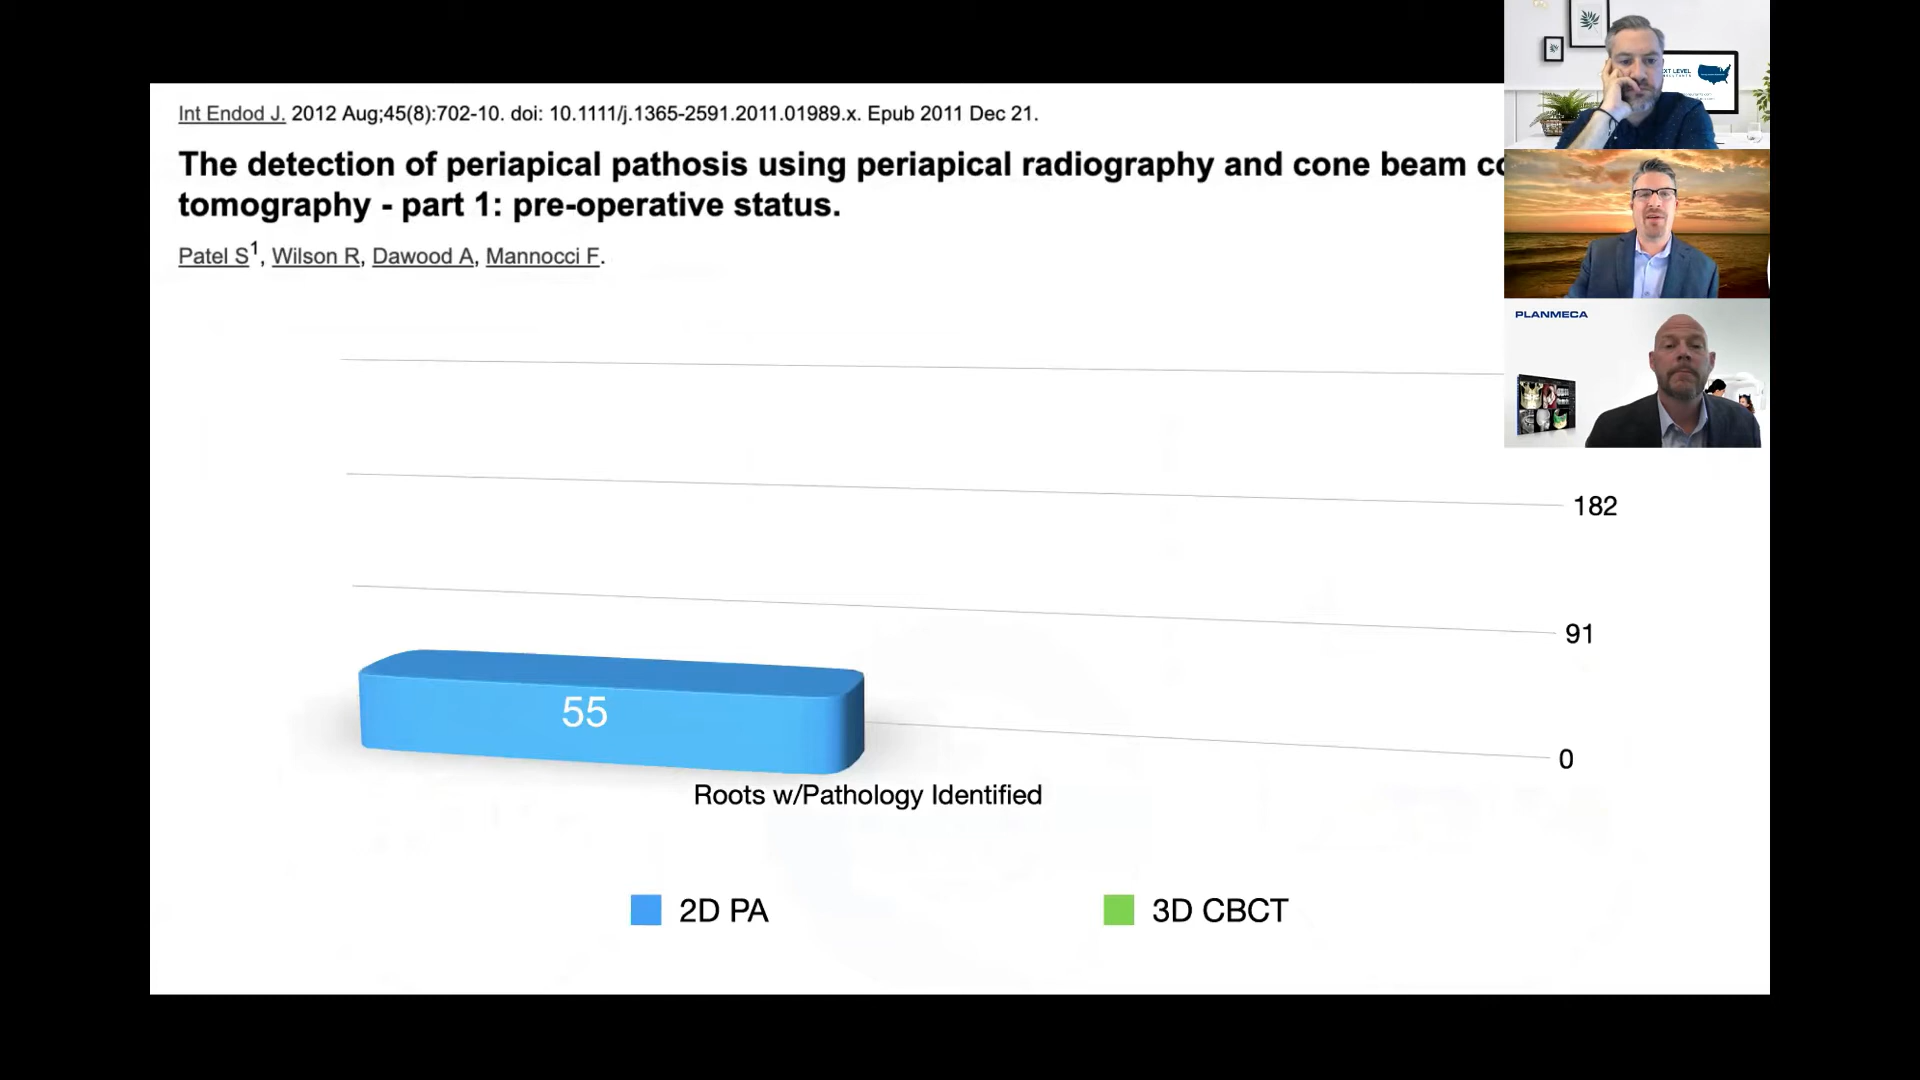 Int Endod J. 2012 Aug;45(8):702-10. doi: 10.1111/j.1365-2591.2011.01989.x. Epub 2011 Dec 21.
The detection of periapical pathosis using periapical radiography and cone beam
tomography - part 1: pre-operative status.
Patel S1, Wilson R, Dawood A, Mannocci F.
PLANMECA
182
91
55
0
Roots w/Pathology Identified
2D PA
3D CBCT